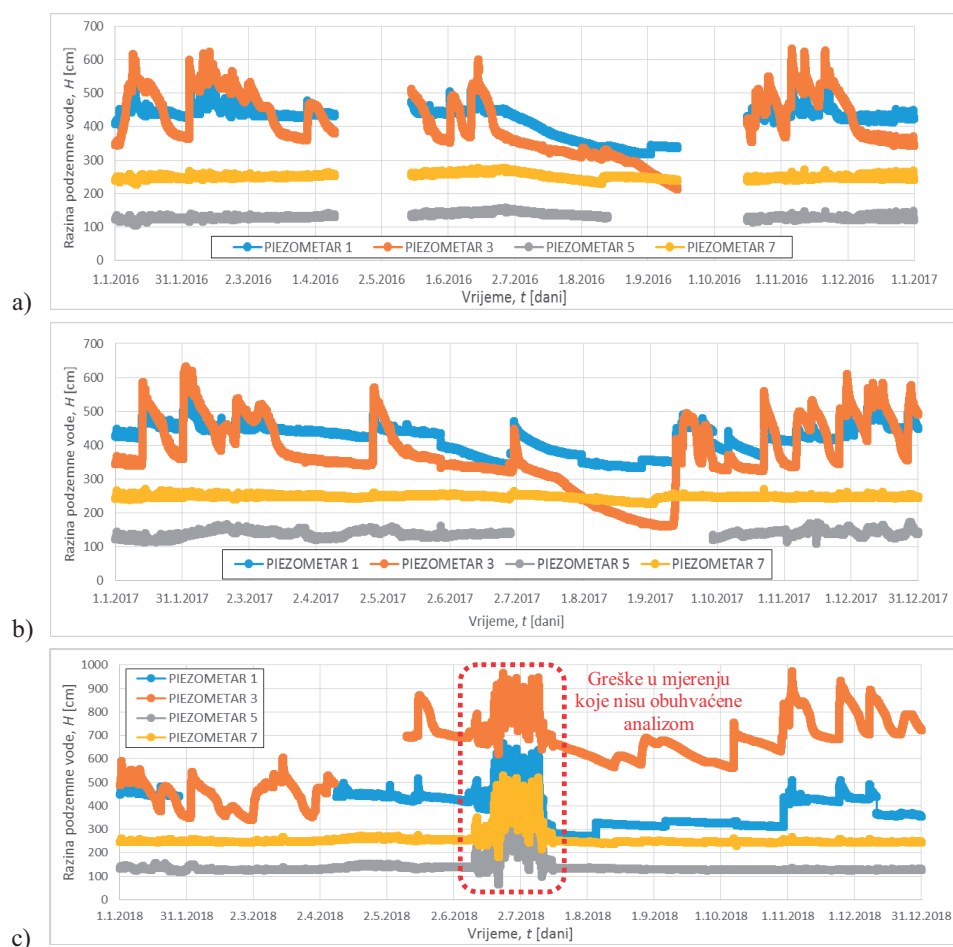 700
600
500
400
300
200
100
0
Razina podzemne vode, H [cm]
PIEZOMETAR 1 PIEZOMETAR 3 PIEZOMETAR 5 PIEZOMETAR 7
1.1.2016 31.1.2016 2.3.2016 1.4.2016 1.5.2016 1.6.2016 2.7.2016 1.8.2016 1.9.2016 1.10.2016 1.11.2016 1.12.2016 1.1.2017
Vrijeme, t [dani]
a)
700
600
500
400
300
200
100
0
Razina podzemne vode, H [cm]
PIEZOMETAR 1 PIEZOMETAR 3 PIEZOMETAR 5 PIEZOMETAR 7
1.1.2017 31.1.2017 2.3.2017 2.4.2017 2.5.2017 2.6.2017 2.7.2017 1.8.2017 1.9.2017 1.10.2017 1.11.2017 1.12.2017 31.12.2017
Vrijeme, t [dani]
b)
1000
900
800
700
600
500
400
300
200
100
0
Razina podzemne vode, H [cm]
PIEZOMETAR 1
PIEZOMETAR 3
PIEZOMETAR 5
PIEZOMETAR 7
Greške u mjerenju
koje nisu obuhvaćene
analizom
1.1.2018 31.1.2018 2.3.2018 2.4.2018 2.5.2018 2.6.2018 2.7.2018 1.8.2018 1.9.2018 1.10.2018 1.11.2018 1.12.2018 31.12.2018
Vrijeme, t [dani]
c)